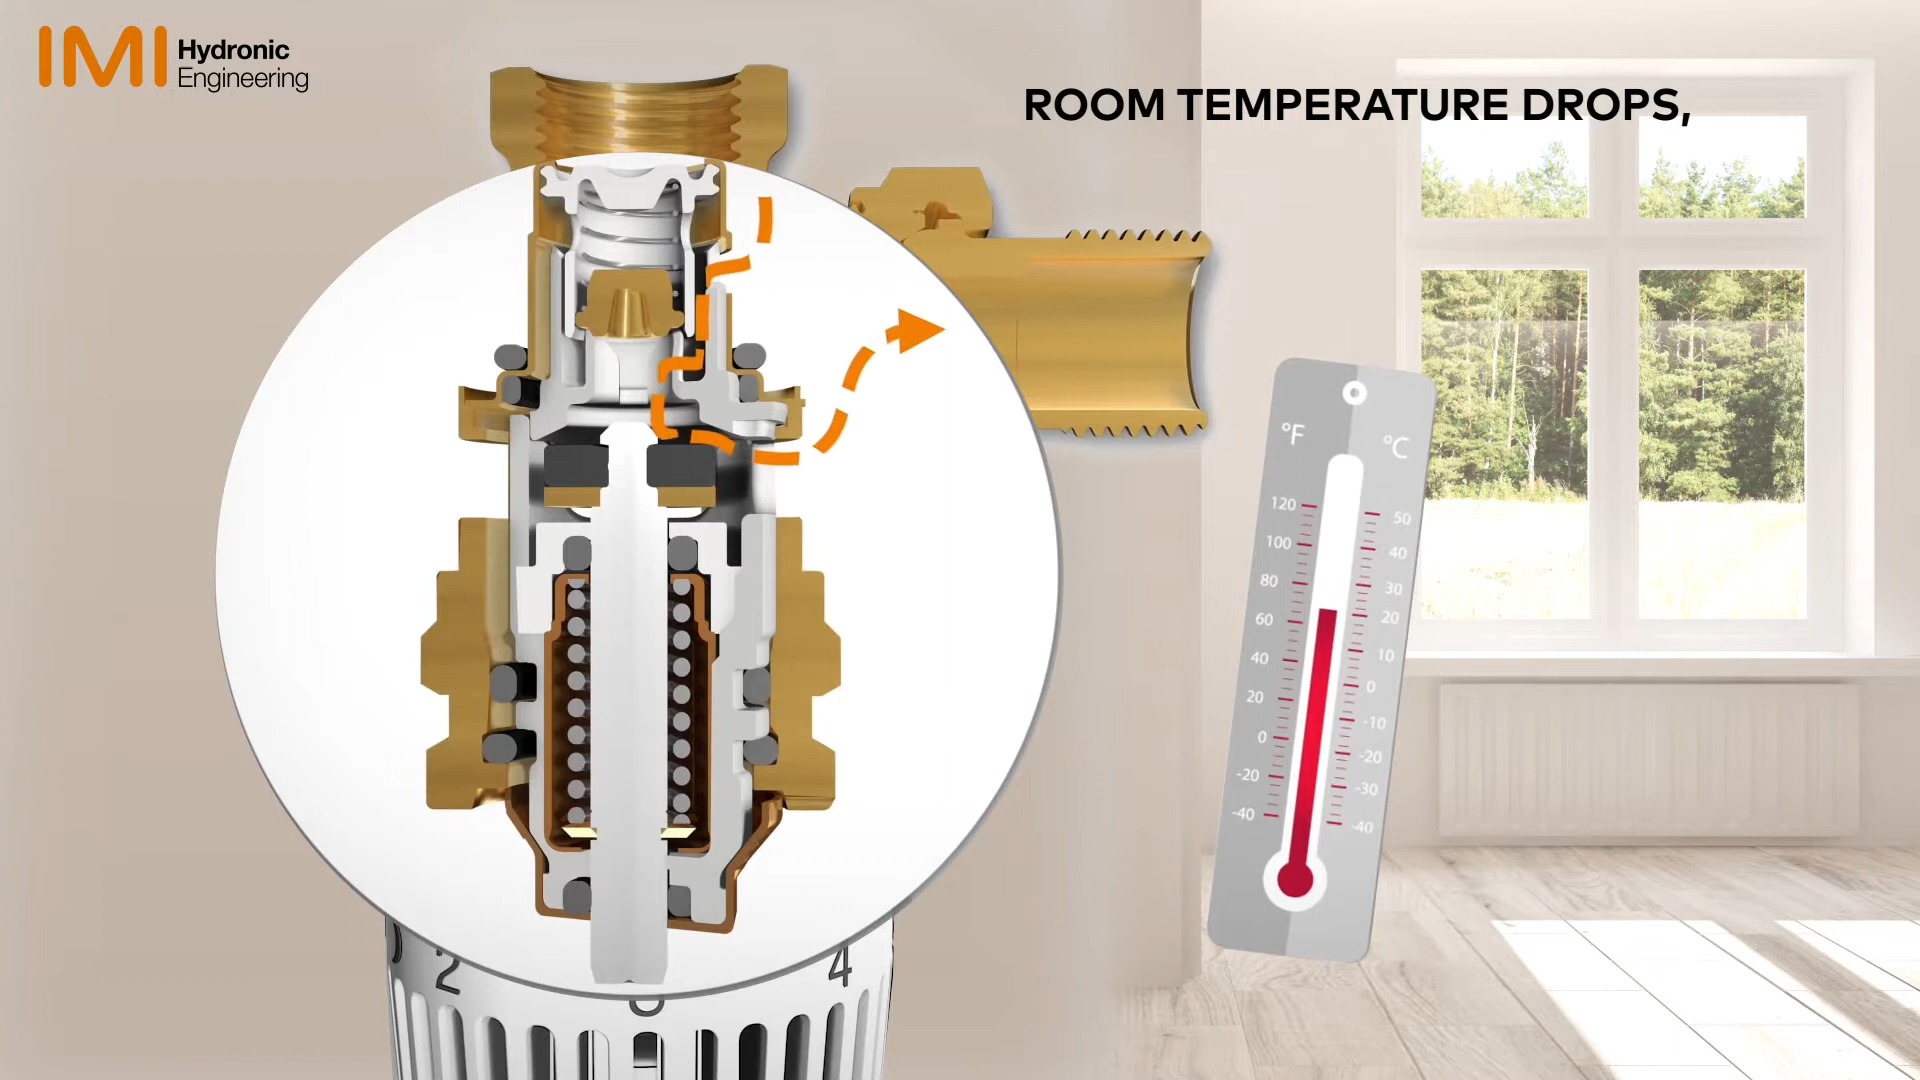 IMI Hydronic
Engineering
ROOM TEMPERATURE DROPS,
°F °C
120 50
100 40
80 30
60 20
40 10
20 0
0 -10
-20 -20
-40 -30
-40
2 3 4